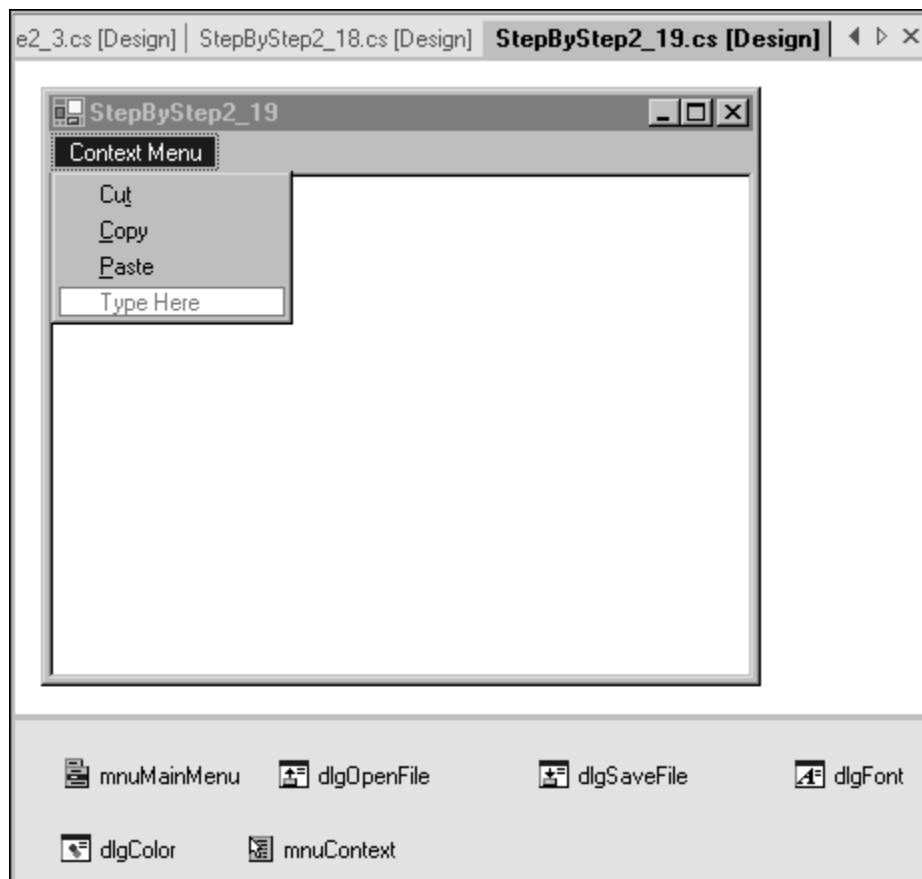 e2_3.cs [Design] StepByStep2_18.cs [Design] StepByStep2_19.cs [Design]
StepByStep2_19
Context Menu
Cut
Copy
Paste
Type Here
mnuMainMenu dlgOpenFile dlgSaveFile dlgFont
dlgColor mnuContext